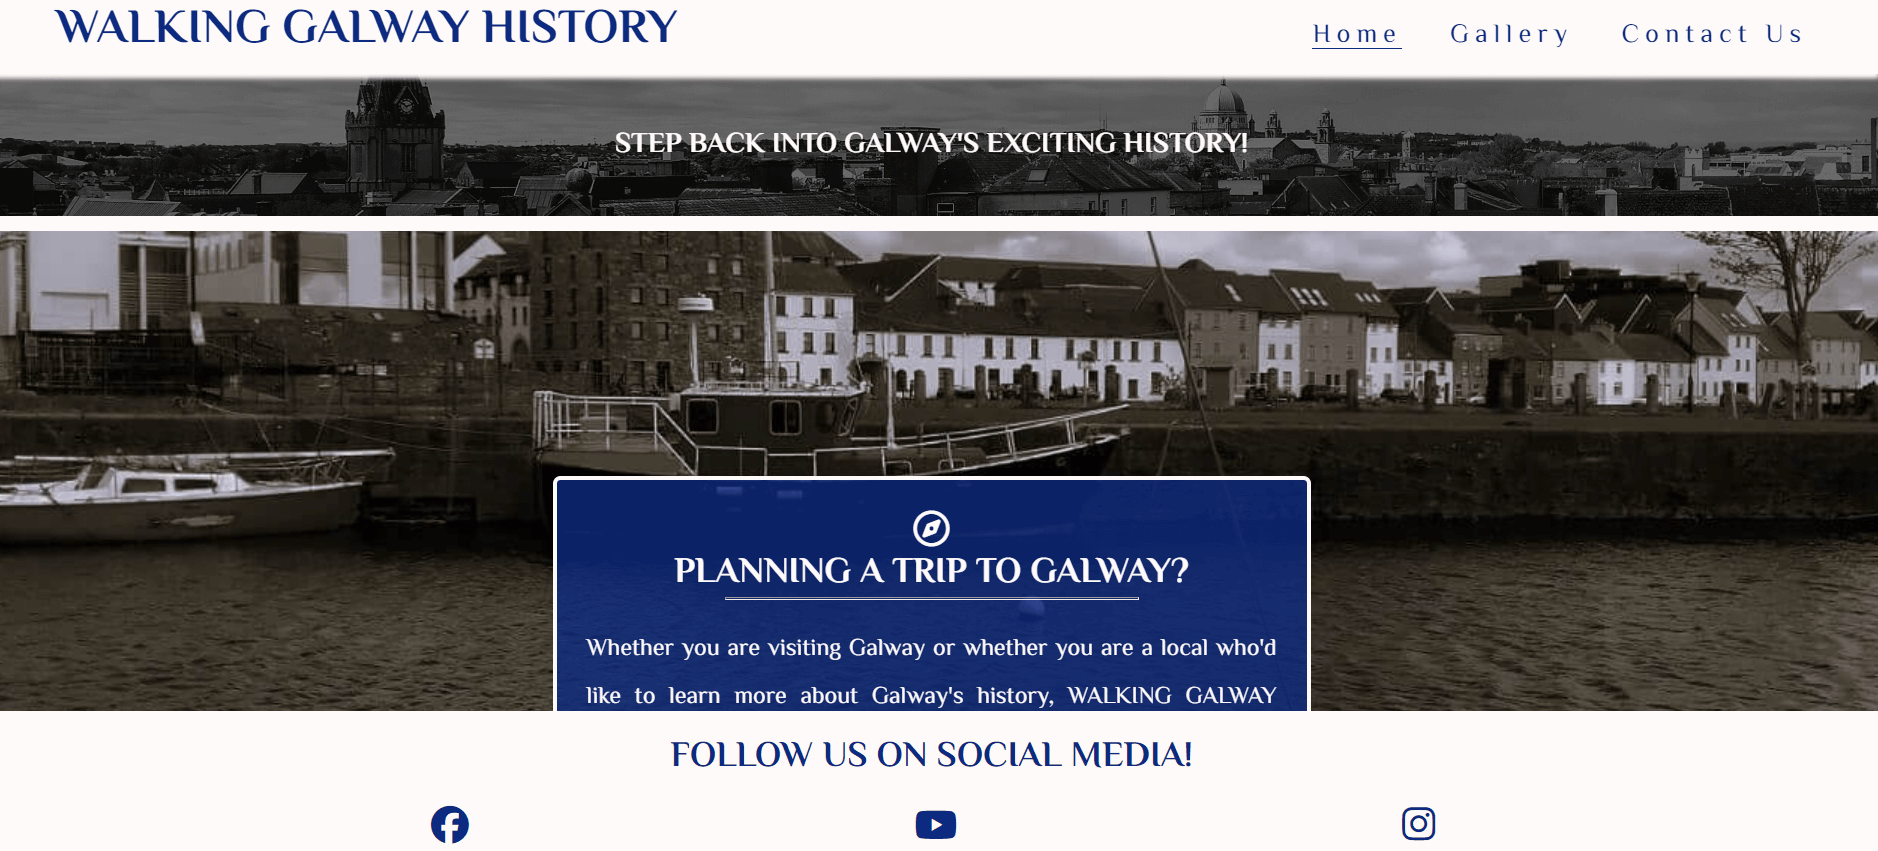 WALKING GALWAY HISTORY
Home Gallery Contact Us
STEP BACK INTO GALWAY'S EXCITING HISTORY!
PLANNING A TRIP TO GALWAY?
Whether you are visiting Galway or whether you are a local who'd
like to learn more about Galway's history, WALKING GALWAY
FOLLOW US ON SOCIAL MEDIA!